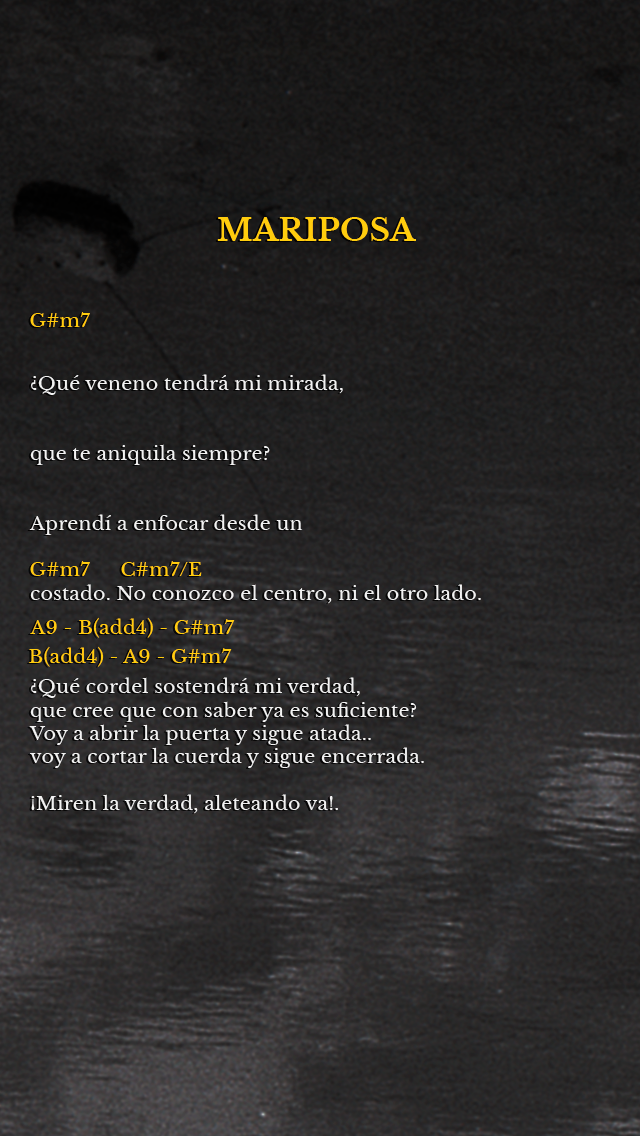 MARIPOSA
G#m7
¿Qué veneno tendrá mi mirada,
que te aniquila siempre?
Aprendí a enfocar desde un
G#m7 C#m7/E
costado. No conozco el centro, ni el otro lado.
A9 - B(add4) - G#m7
B(add4) - A9 - G#m7
¿Qué cordel sostendrá mi verdad,
que cree que con saber ya es suficiente?
Voy a abrir la puerta y sigue atada..
voy a cortar la cuerda y sigue encerrada.
¡Miren la verdad, aleteando va!.